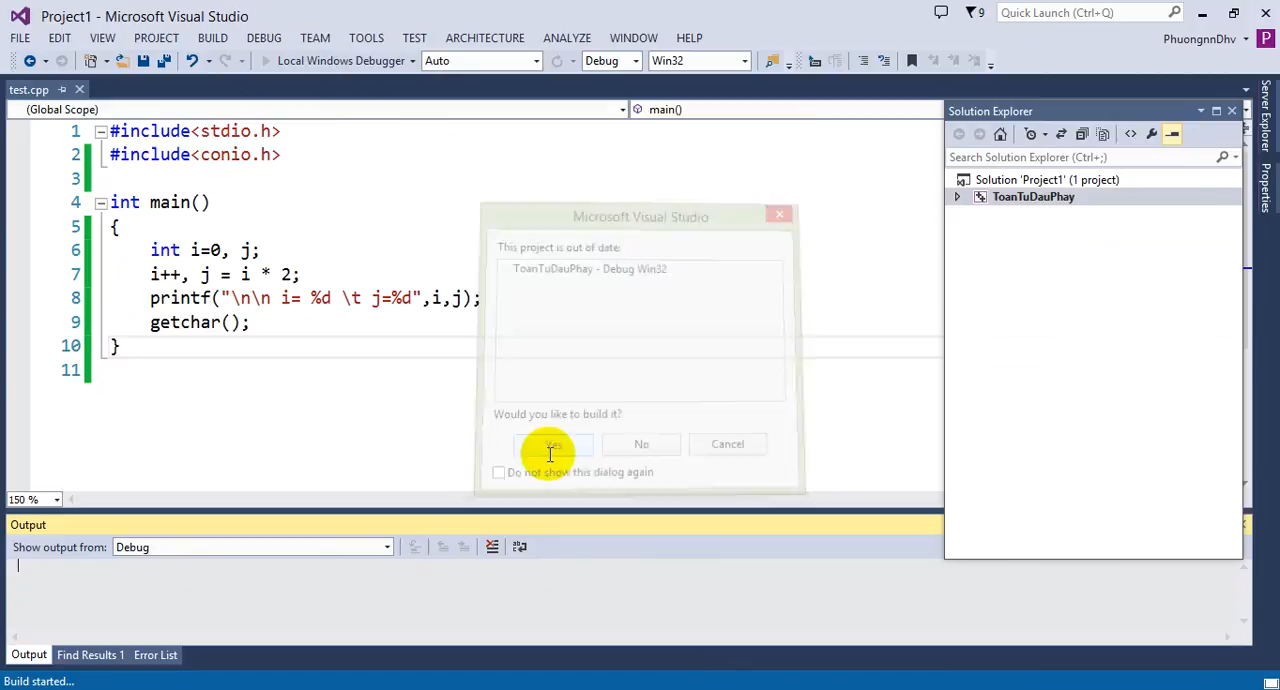 Project1 - Microsoft Visual Studio
9
Quick Launch (Ctrl+Q)
FILE EDIT VIEW PROJECT BUILD DEBUG TEAM TOOLS TEST ARCHITECTURE ANALYZE WINDOW HELP
PhuongnnDhv P
Local Windows Debugger Auto Debug Win32
test.cpp
(Global Scope) main()
1 #include<stdio.h>
2 #include<conio.h>
3
4 int main()
5 {
6 int i=0, j;
7 i++, j = i * 2;
8 printf("\n\n i= %d \t j=%d",i,j);
9 getchar();
10 }
11
Microsoft Visual Studio
This project is out of date:
ToanTuDauPhay - Debug Win32
Would you like to build it?
Yes No Cancel
Do not show this dialog again
Solution Explorer
Search Solution Explorer (Ctrl+;)
Solution 'Project1' (1 project)
ToanTuDauPhay
Server Explorer
Properties
150 %
Output
Show output from: Debug
Output Find Results 1 Error List
Build started...